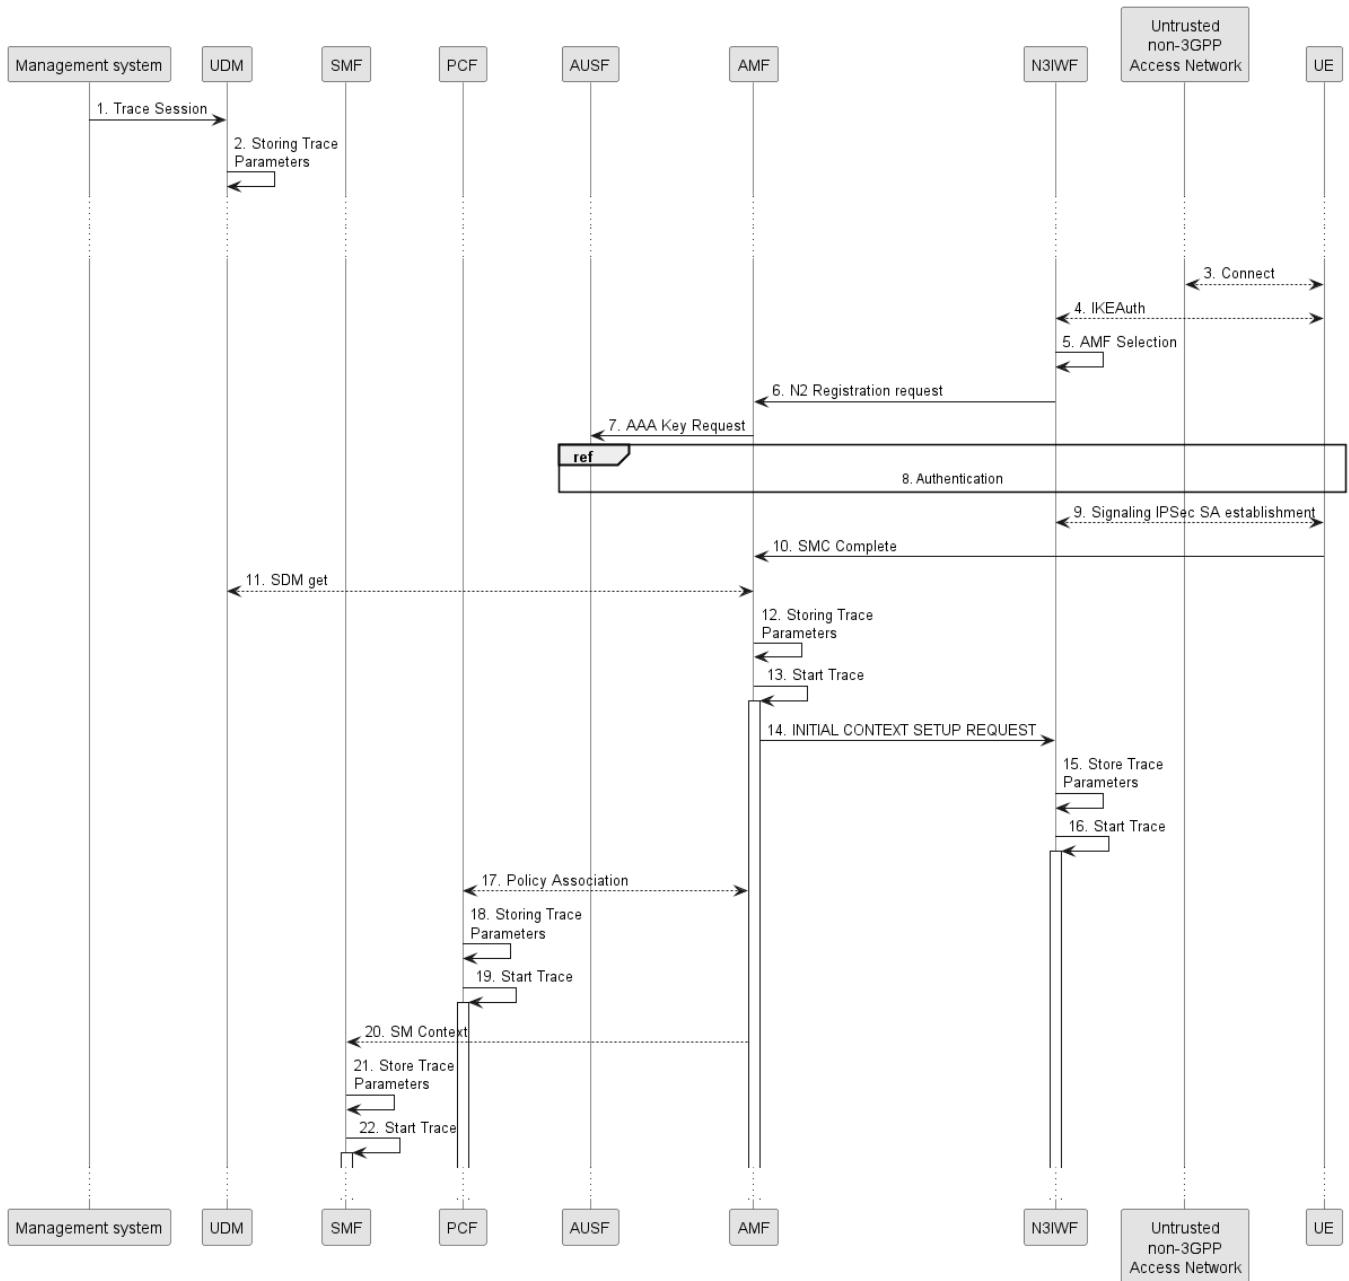 Untrusted
non-3GPP
Management system UDM SMF PCF AUSF AMF N3IWF Access Network UE
1. Trace Session
2. Storing Trace
Parameters
3. Connect
4. IKEAuth
5. AMF Selection
6. N2 Registration request
7. AAA Key Request
ref
8. Authentication
9. Signaling IPSec SA establishment
10. SMC Complete
11. SDM get
12. Storing Trace
Parameters
13. Start Trace
14. INITIAL CONTEXT SETUP REQUEST
15. Store Trace
Parameters
16. Start Trace
17. Policy Association
18. Storing Trace
Parameters
19. Start Trace
20. SM Context
21. Store Trace
Parameters
22. Start Trace
Management system UDM SMF PCF AUSF AMF N3IWF Untrusted UE
non-3GPP
Access Network